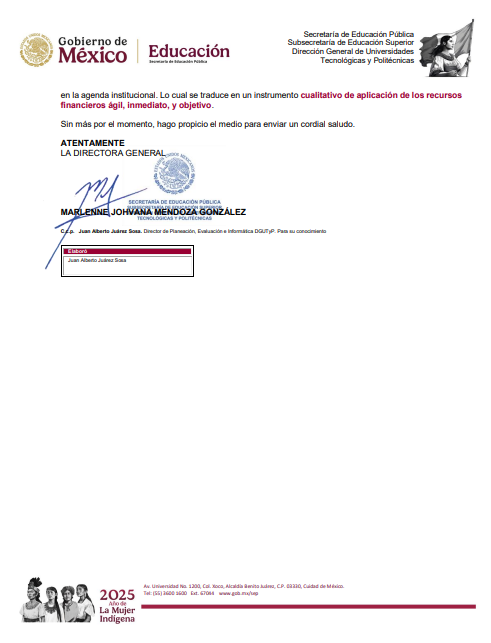 Gobierno de
México
Educación
Secretaría de Educación Pública
Secretaría de Educación Pública
Subsecretaría de Educación Superior
Dirección General de Universidades
Tecnológicas y Politécnicas
en la agenda institucional. Lo cual se traduce en un instrumento cualitativo de aplicación de los recursos
financieros ágil, inmediato, y objetivo.
Sin más por el momento, hago propicio el medio para enviar un cordial saludo.
ATENTAMENTE
LA DIRECTORA GENERAL
SECRETARÍA DE EDUCACIÓN PÚBLICA
SUBSECRETARÍA DE EDUCACIÓN SUPERIOR
MARLENNE JOHVANA MENDOZA GONZÁLEZ
TECNOLÓGICAS Y POLITÉCNICAS
C.c.p. Juan Alberto Juárez Sosa. Director de Planeación, Evaluación e Informática DGUTyP. Para su conocimiento
Elaboró
Juan Alberto Juárez Sosa
2025
Año de
La Mujer
Indígena
Av. Universidad No. 1200, Col. Xoco, Alcaldía Benito Juárez, C.P. 03330, Cuidad de México.
Tel: (55) 3600 1600 Ext. 67044 www.gob.mx/sep